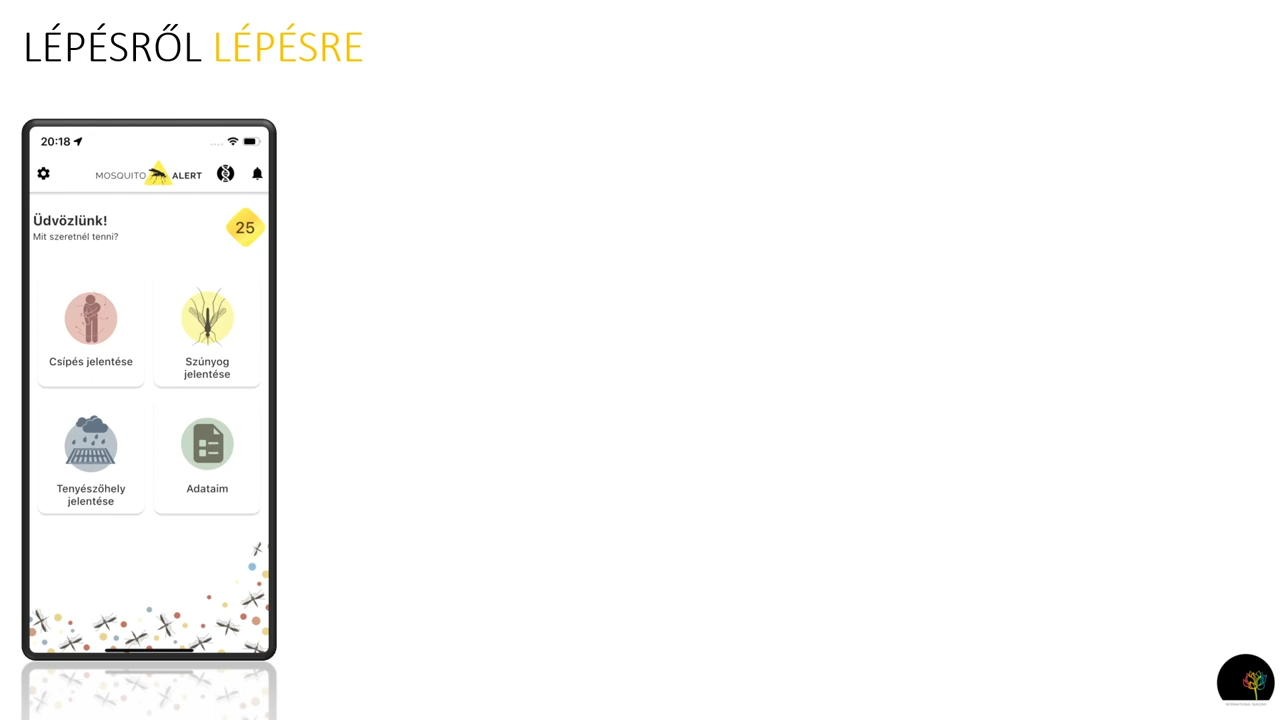 LÉPÉSRŐL LÉPÉSRE
20:18
MOSQUITO ALERT
Üdvözlünk!
Mit szeretnél tenni?
25
Csípés jelentése
Szúnyog
jelentése
Tenyészőhely
jelentése
Adataim